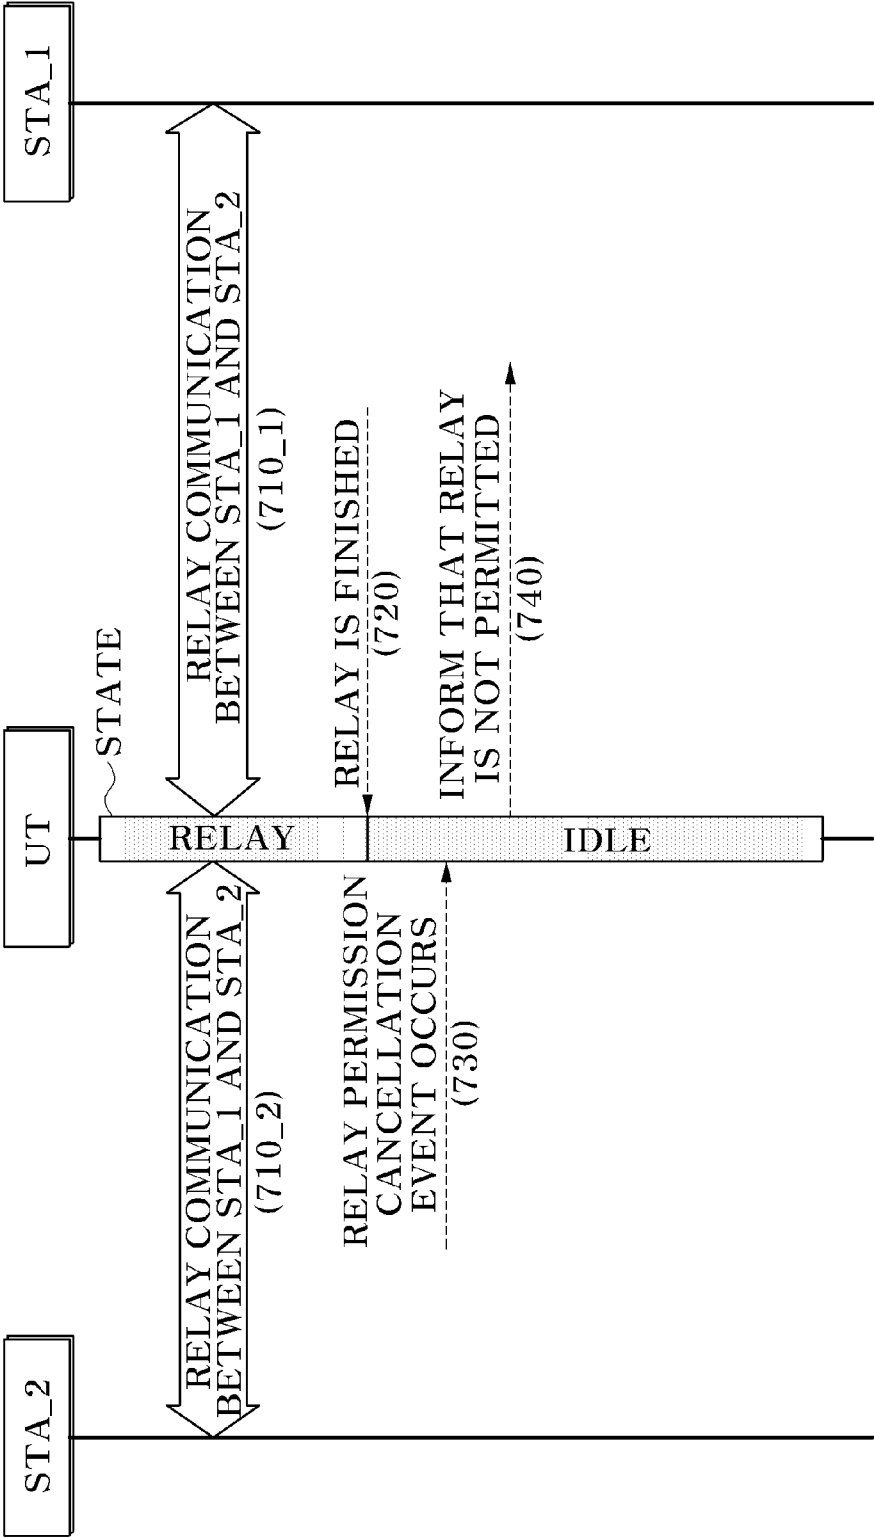 STA_2
UT
STA_1
STATE
RELAY COMMUNICATION
BETWEEN STA_1 AND STA_2
(710_2)
RELAY
RELAY COMMUNICATION
BETWEEN STA_1 AND STA_2
(710_1)
RELAY IS FINISHED
(720)
RELAY PERMISSION
CANCELLATION
EVENT OCCURS
(730)
IDLE
INFORM THAT RELAY
IS NOT PERMITTED
(740)